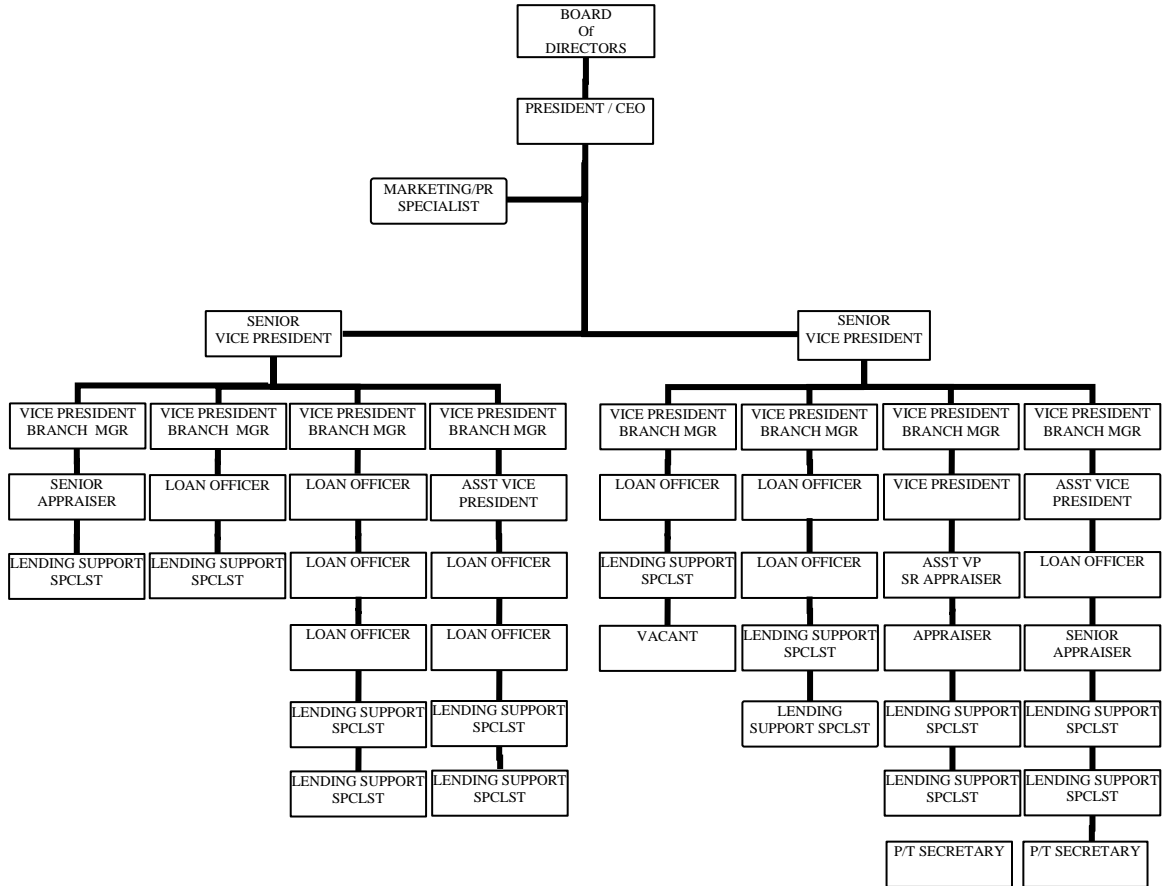 BOARD
Of
DIRECTORS
PRESIDENT / CEO
MARKETING/PR
SPECIALIST
SENIOR
VICE PRESIDENT
SENIOR
VICE PRESIDENT
VICE PRESIDENT
BRANCH MGR
VICE PRESIDENT
BRANCH MGR
VICE PRESIDENT
BRANCH MGR
VICE PRESIDENT
BRANCH MGR
VICE PRESIDENT
BRANCH MGR
VICE PRESIDENT
BRANCH MGR
VICE PRESIDENT
BRANCH MGR
VICE PRESIDENT
BRANCH MGR
SENIOR
APPRAISER
LOAN OFFICER
LOAN OFFICER
ASST VICE
PRESIDENT
LOAN OFFICER
LOAN OFFICER
VICE PRESIDENT
ASST VICE
PRESIDENT
LENDING SUPPORT
SPCLST
LENDING SUPPORT
SPCLST
LOAN OFFICER
LOAN OFFICER
LENDING SUPPORT
SPCLST
LOAN OFFICER
ASST VP
SR APPRAISER
LOAN OFFICER
LOAN OFFICER
LOAN OFFICER
VACANT
LENDING SUPPORT
SPCLST
APPRAISER
SENIOR
APPRAISER
LENDING SUPPORT
SPCLST
LENDING SUPPORT
SPCLST
LENDING
SUPPORT SPCLST
LENDING SUPPORT
SPCLST
LENDING SUPPORT
SPCLST
LENDING SUPPORT
SPCLST
LENDING SUPPORT
SPCLST
LENDING SUPPORT
SPCLST
LENDING SUPPORT
SPCLST
P/T SECRETARY
P/T SECRETARY